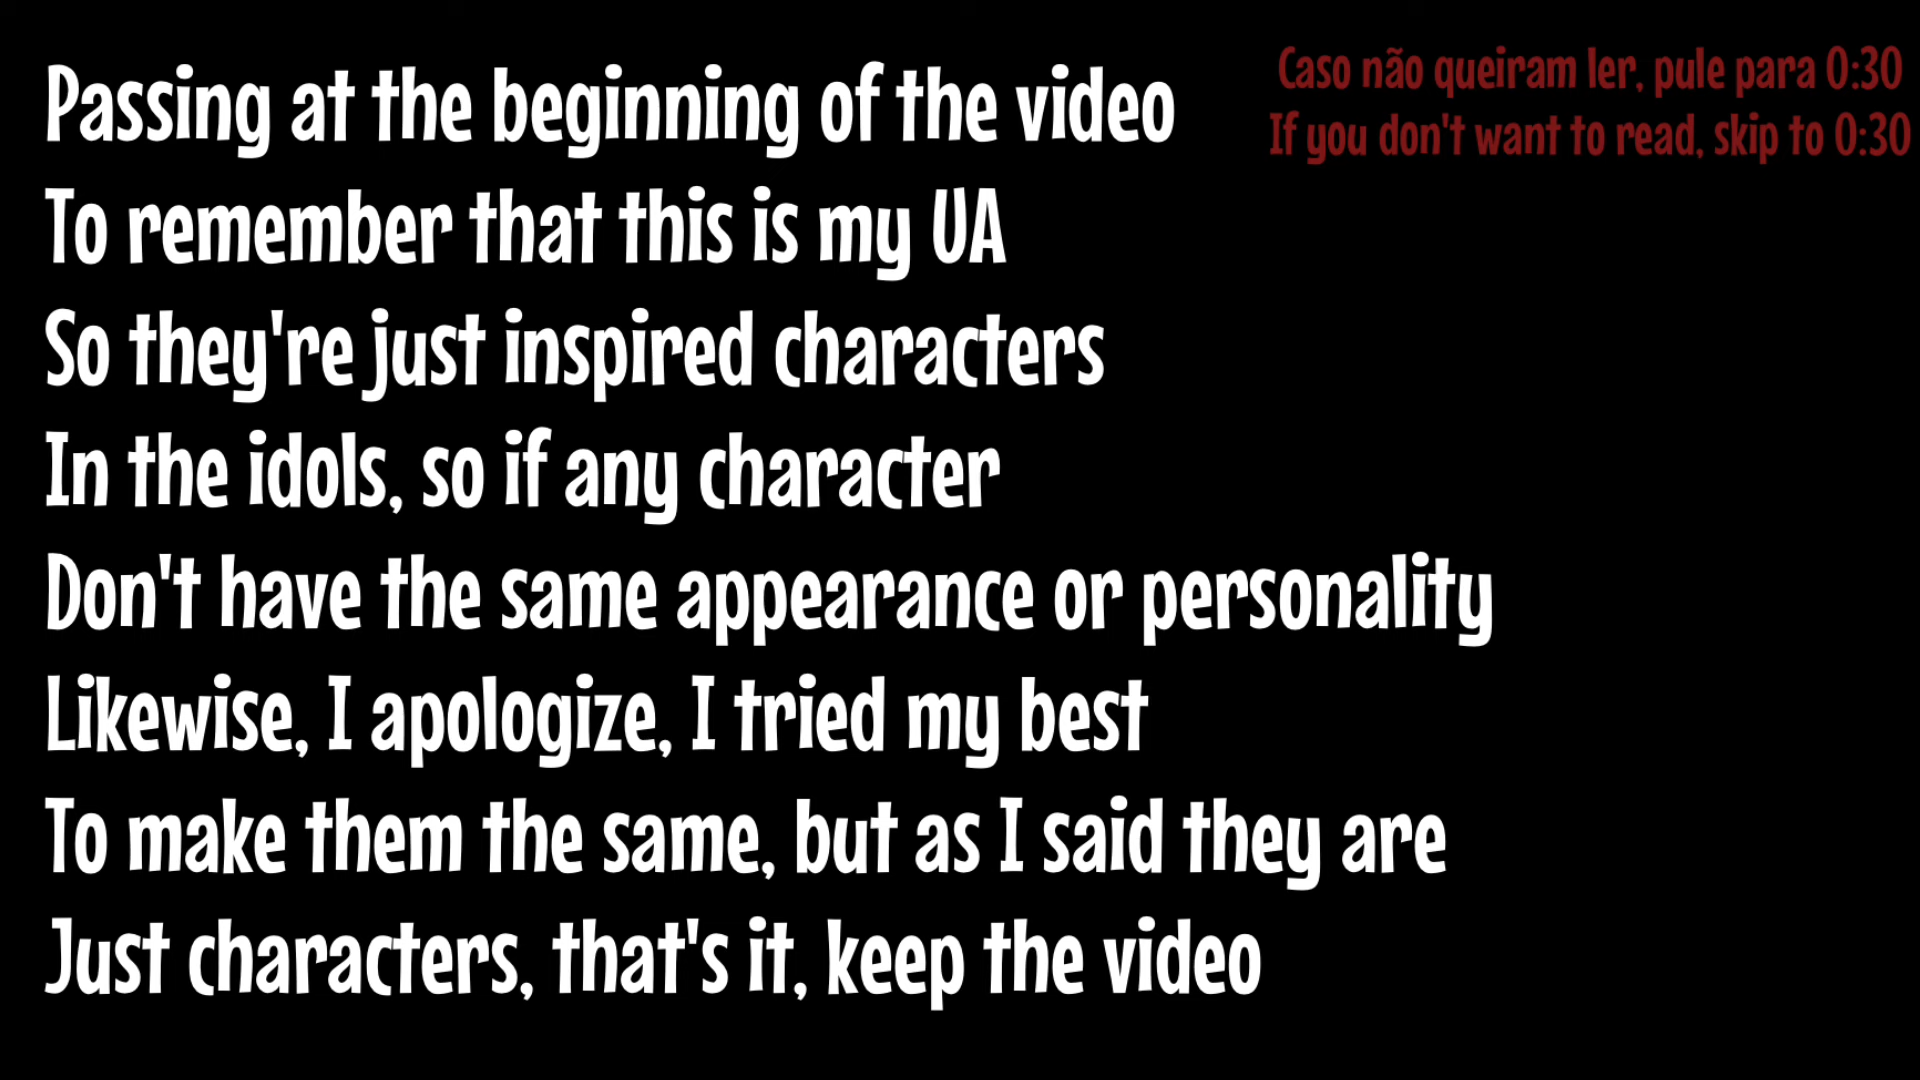 Passing at the beginning of the video
To remember that this is my UA
So they're just inspired characters
In the idols, so if any character
Don't have the same appearance or personality
Likewise, I apologize, I tried my best
To make them the same, but as I said they are
Just characters, that's it, keep the video
Caso não queiram ler, pule para 0:30
If you don't want to read, skip to 0:30